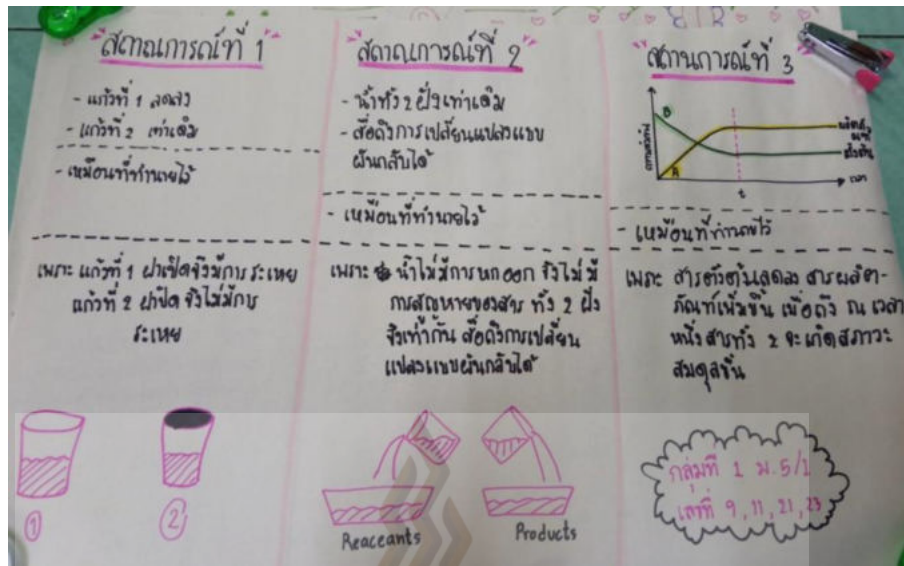 สถานการณ์ที่ 1
- แก้วที่ 1 ลดลง
- แก้วที่ 2 เท่าเดิม
- เหมือนที่ทำนายไว้
เพราะ แก้วที่ 1 ฝาเปิดจึงมีการระเหย
แก้วที่ 2 ฝาปิด จึงไม่มีการ
ระเหย
1
2
สถานการณ์ที่ 2
- น้ำทั้ง 2 ฝั่งเท่าเดิม
- สื่อถึงการเปลี่ยนแปลงแบบ
ผันกลับได้
- เหมือนที่ทำนายไว้
เพราะ น้ำไม่มีการหกออก จึงไม่มี
การสูญหายของสาร ทั้ง 2 ฝั่ง
จึงเท่ากัน สื่อถึงการเปลี่ยน
แปลงแบบผันกลับได้
Reaceants
Products
สถานการณ์ที่ 3
B
A
ตั้งต้น
เวลา
t
- เหมือนที่ทำนายไว้
เพราะ สารตั้งต้นลดลง สารผลิต-
ภัณฑ์เพิ่มขึ้น เมื่อถึง ณ เวลา
หนึ่งสารทั้ง 2 จะเกิดสภาวะ
สมดุลขึ้น
กลุ่มที่ 1 ม.5/1
เลขที่ 9, 11, 21, 23